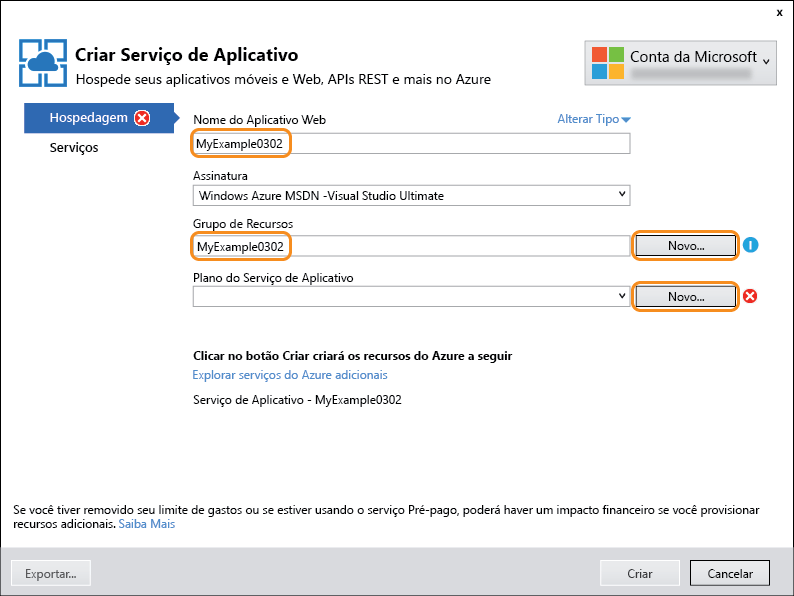 x
Criar Serviço de Aplicativo
Hospede seus aplicativos móveis e Web, APIs REST e mais no Azure
Conta da Microsoft
Hospedagem
Serviços
Nome do Aplicativo Web
Alterar Tipo
MyExample0302
Assinatura
Windows Azure MSDN -Visual Studio Ultimate
Grupo de Recursos
MyExample0302
Novo...
Plano do Serviço de Aplicativo
Novo...
Clicar no botão Criar criará os recursos do Azure a seguir
Explorar serviços do Azure adicionais
Serviço de Aplicativo - MyExample0302
Se você tiver removido seu limite de gastos ou se estiver usando o serviço Pré-pago, poderá haver um impacto financeiro se você provisionar
recursos adicionais. Saiba Mais
Exportar...
Criar
Cancelar